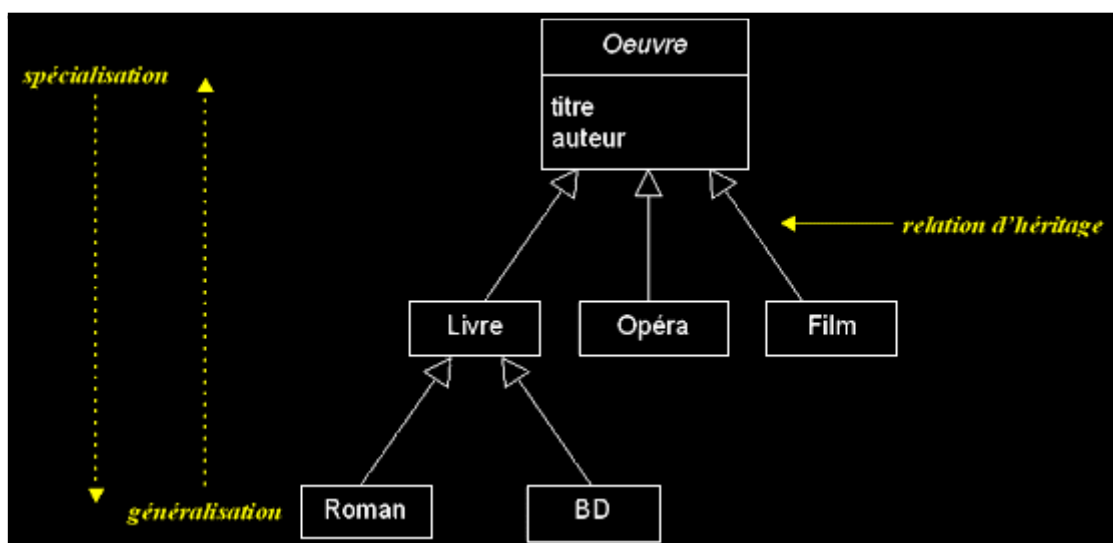 Oeuvre
spécialisation
titre
auteur
relation d'héritage
Livre
Opéra
Film
généralisation
Roman
BD